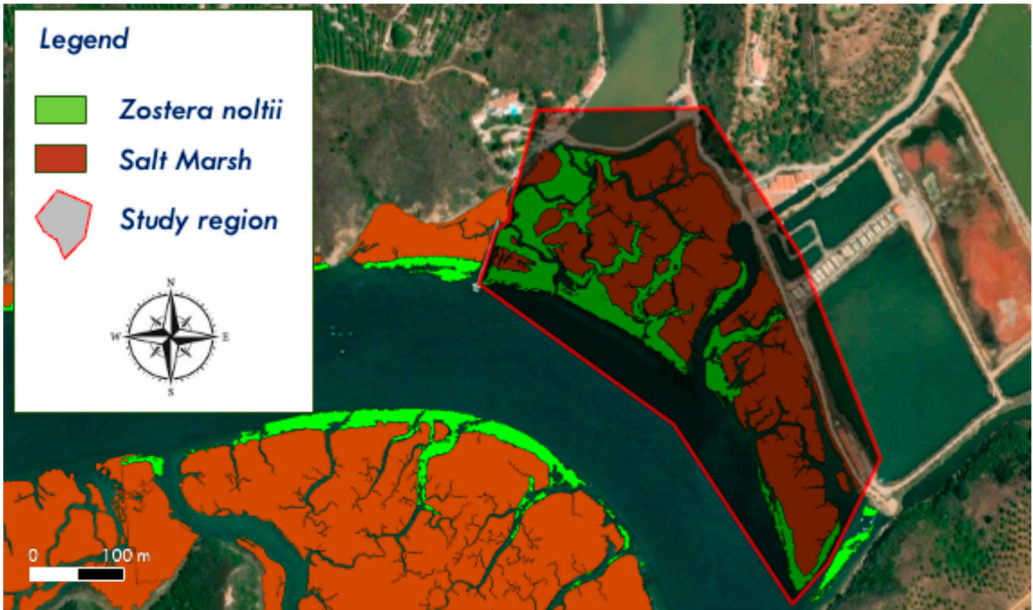 Legend
Zostera noltii
Salt Marsh
Study region
N
W E
S
0 100 m